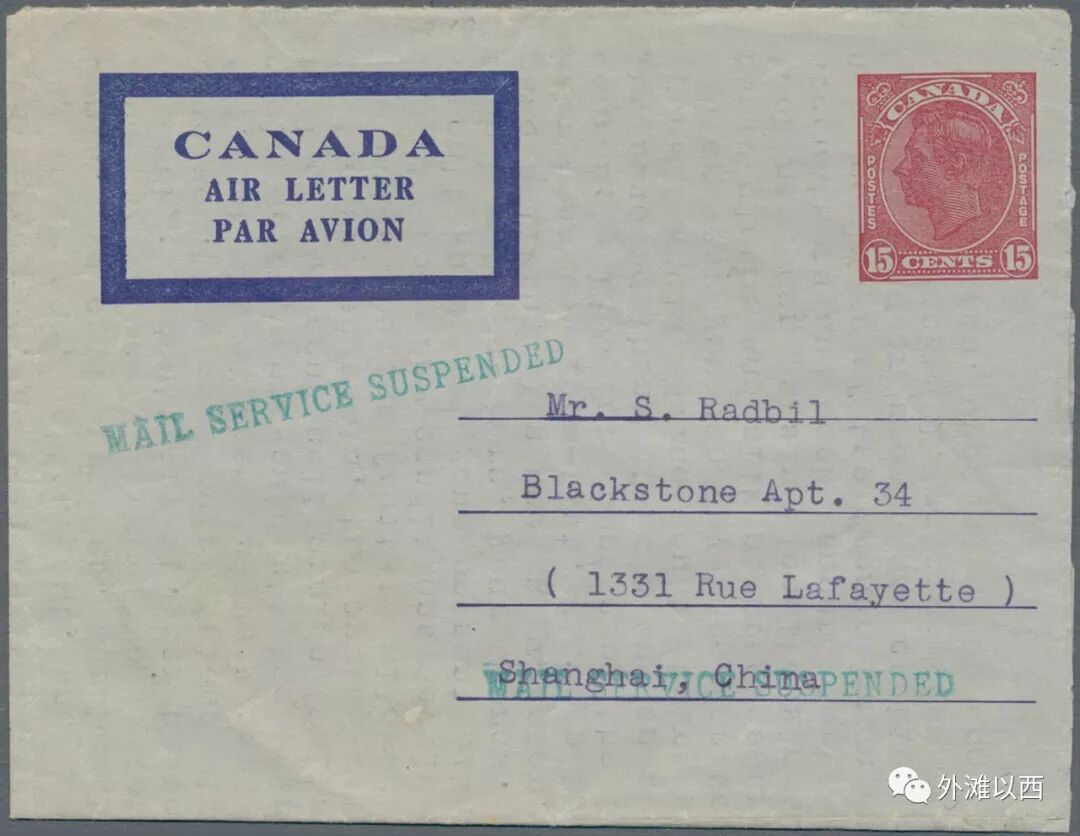 CANADA
AIR LETTER
PAR AVION
CANADA
POSTES
POSTAGE
15 CENTS 15
MAIL SERVICE SUSPENDED
Mr. S. Radbil
Blackstone Apt. 34
( 1331 Rue Lafayette )
Shanghai, China
MAIL SERVICE SUSPENDED
外滩以西